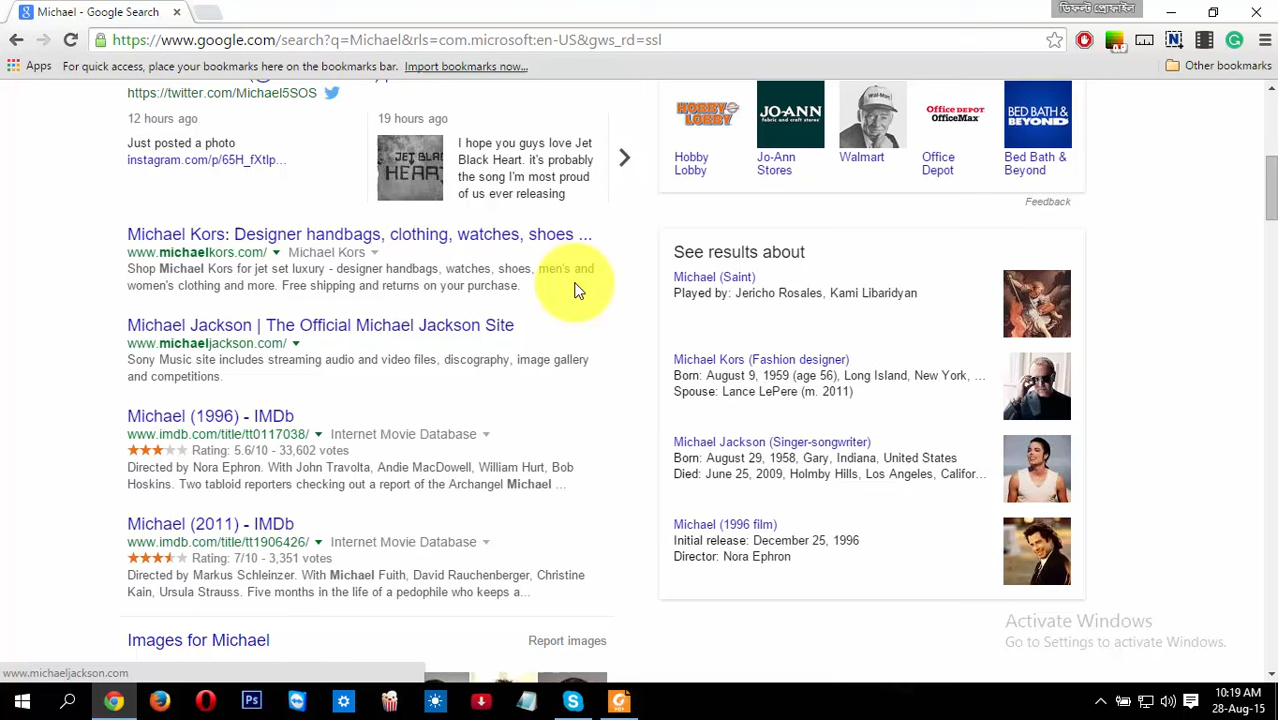 Michael - Google Search
ডিফল্ট প্রোফাইল
https://www.google.com/search?q=Michael&rls=com.microsoft:en-US&gws_rd=ssl
Apps For quick access, place your bookmarks here on the bookmarks bar. Import bookmarks now...
Other bookmarks
https://twitter.com/Michael5SOS
12 hours ago
Just posted a photo
instagram.com/p/65H_fXtlp...
19 hours ago
JET BLAC
HEART
I hope you guys love Jet
Black Heart. it's probably
the song I'm most proud
of us ever releasing
Michael Kors: Designer handbags, clothing, watches, shoes ...
www.michaelkors.com/ Michael Kors
Shop Michael Kors for jet set luxury - designer handbags, watches, shoes, men's and
women's clothing and more. Free shipping and returns on your purchase.
Michael Jackson | The Official Michael Jackson Site
www.michaeljackson.com/
Sony Music site includes streaming audio and video files, discography, image gallery
and competitions.
Michael (1996) - IMDb
www.imdb.com/title/tt0117038/ Internet Movie Database
Rating: 5.6/10 - 33,602 votes
Directed by Nora Ephron. With John Travolta, Andie MacDowell, William Hurt, Bob
Hoskins. Two tabloid reporters checking out a report of the Archangel Michael ...
Michael (2011) - IMDb
www.imdb.com/title/tt1906426/ Internet Movie Database
Rating: 7/10 - 3,351 votes
Directed by Markus Schleinzer. With Michael Fuith, David Rauchenberger, Christine
Kain, Ursula Strauss. Five months in the life of a pedophile who keeps a...
Images for Michael
Report images
HOBBY
LOBBY
JO-ANN
fabric and craft stores
Office DEPOT
OfficeMax
BED BATH &
BEYOND
Hobby
Lobby
Jo-Ann
Stores
Walmart
Office
Depot
Bed Bath &
Beyond
Feedback
See results about
Michael (Saint)
Played by: Jericho Rosales, Kami Libaridyan
Michael Kors (Fashion designer)
Born: August 9, 1959 (age 56), Long Island, New York, ...
Spouse: Lance LePere (m. 2011)
Michael Jackson (Singer-songwriter)
Born: August 29, 1958, Gary, Indiana, United States
Died: June 25, 2009, Holmby Hills, Los Angeles, Califor...
Michael (1996 film)
Initial release: December 25, 1996
Director: Nora Ephron
Activate Windows
Go to Settings to activate Windows.
www.michaeljackson.com
Ps
10:19 AM
28-Aug-15